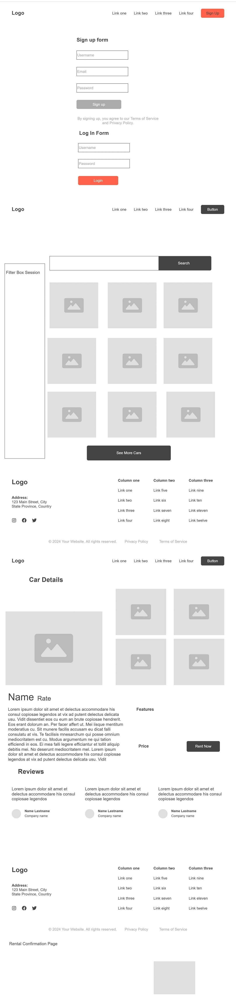 Logo
Link one Link two Link three Link four Sign Up
Sign up form
Username
Email
Password
Sign up
By signing up, you agree to our Terms of Service
and Privacy Policy.
Log In Form
Username
Password
Login
Logo
Link one Link two Link three Link four Button
Search
Filter Box Session
See More Cars
Logo
Address:
123 Main Street, City
State Province, Country
Column one
Link one
Link two
Link three
Link four
Column two
Link five
Link six
Link seven
Link eight
Column three
Link nine
Link ten
Link eleven
Link twelve
© 2024 Your Website. All rights reserved. Privacy Policy Terms of Service
Logo
Link one Link two Link three Link four Button
Car Details
Name Rate
Lorem ipsum dolor sit amet et delectus accommodare his
consul copiosae legendos at vix ad putent delectus delicata
usu. Vidit dissentiet eos cu eum an brute copiosae hendrerit.
Eos erant dolorum an. Per facer affert ut. Mei iisque mentitum
moderatius cu. Sit munere facilis accusam eu dicat falli
consulatu at vis. Te facilisis mnesarchum qui posse omnium
mediocritatem est cu. Modus argumentum ne qui tation
efficiendi in eos. Ei mea falli legere efficiantur et tollit aliquip
debitis mei. No deserunt mediocritatem mel. Lorem ipsum
dolor sit amet et delectus accommodare his consul copiosae
legendos at vix ad putent delectus delicata usu. Vidit
Features
Price
Rent Now
Reviews
Lorem ipsum dolor sit amet et
delectus accommodare his consul
copiosae legendos
Name Lastname
Company name
Lorem ipsum dolor sit amet et
delectus accommodare his consul
copiosae legendos
Name Lastname
Company name
Lorem ipsum dolor sit amet et
delectus accommodare his consul
copiosae legendos
Name Lastname
Company name
Logo
Address:
123 Main Street, City
State Province, Country
Column one
Link one
Link two
Link three
Link four
Column two
Link five
Link six
Link seven
Link eight
Column three
Link nine
Link ten
Link eleven
Link twelve
© 2024 Your Website. All rights reserved. Privacy Policy Terms of Service
Rental Confirmation Page